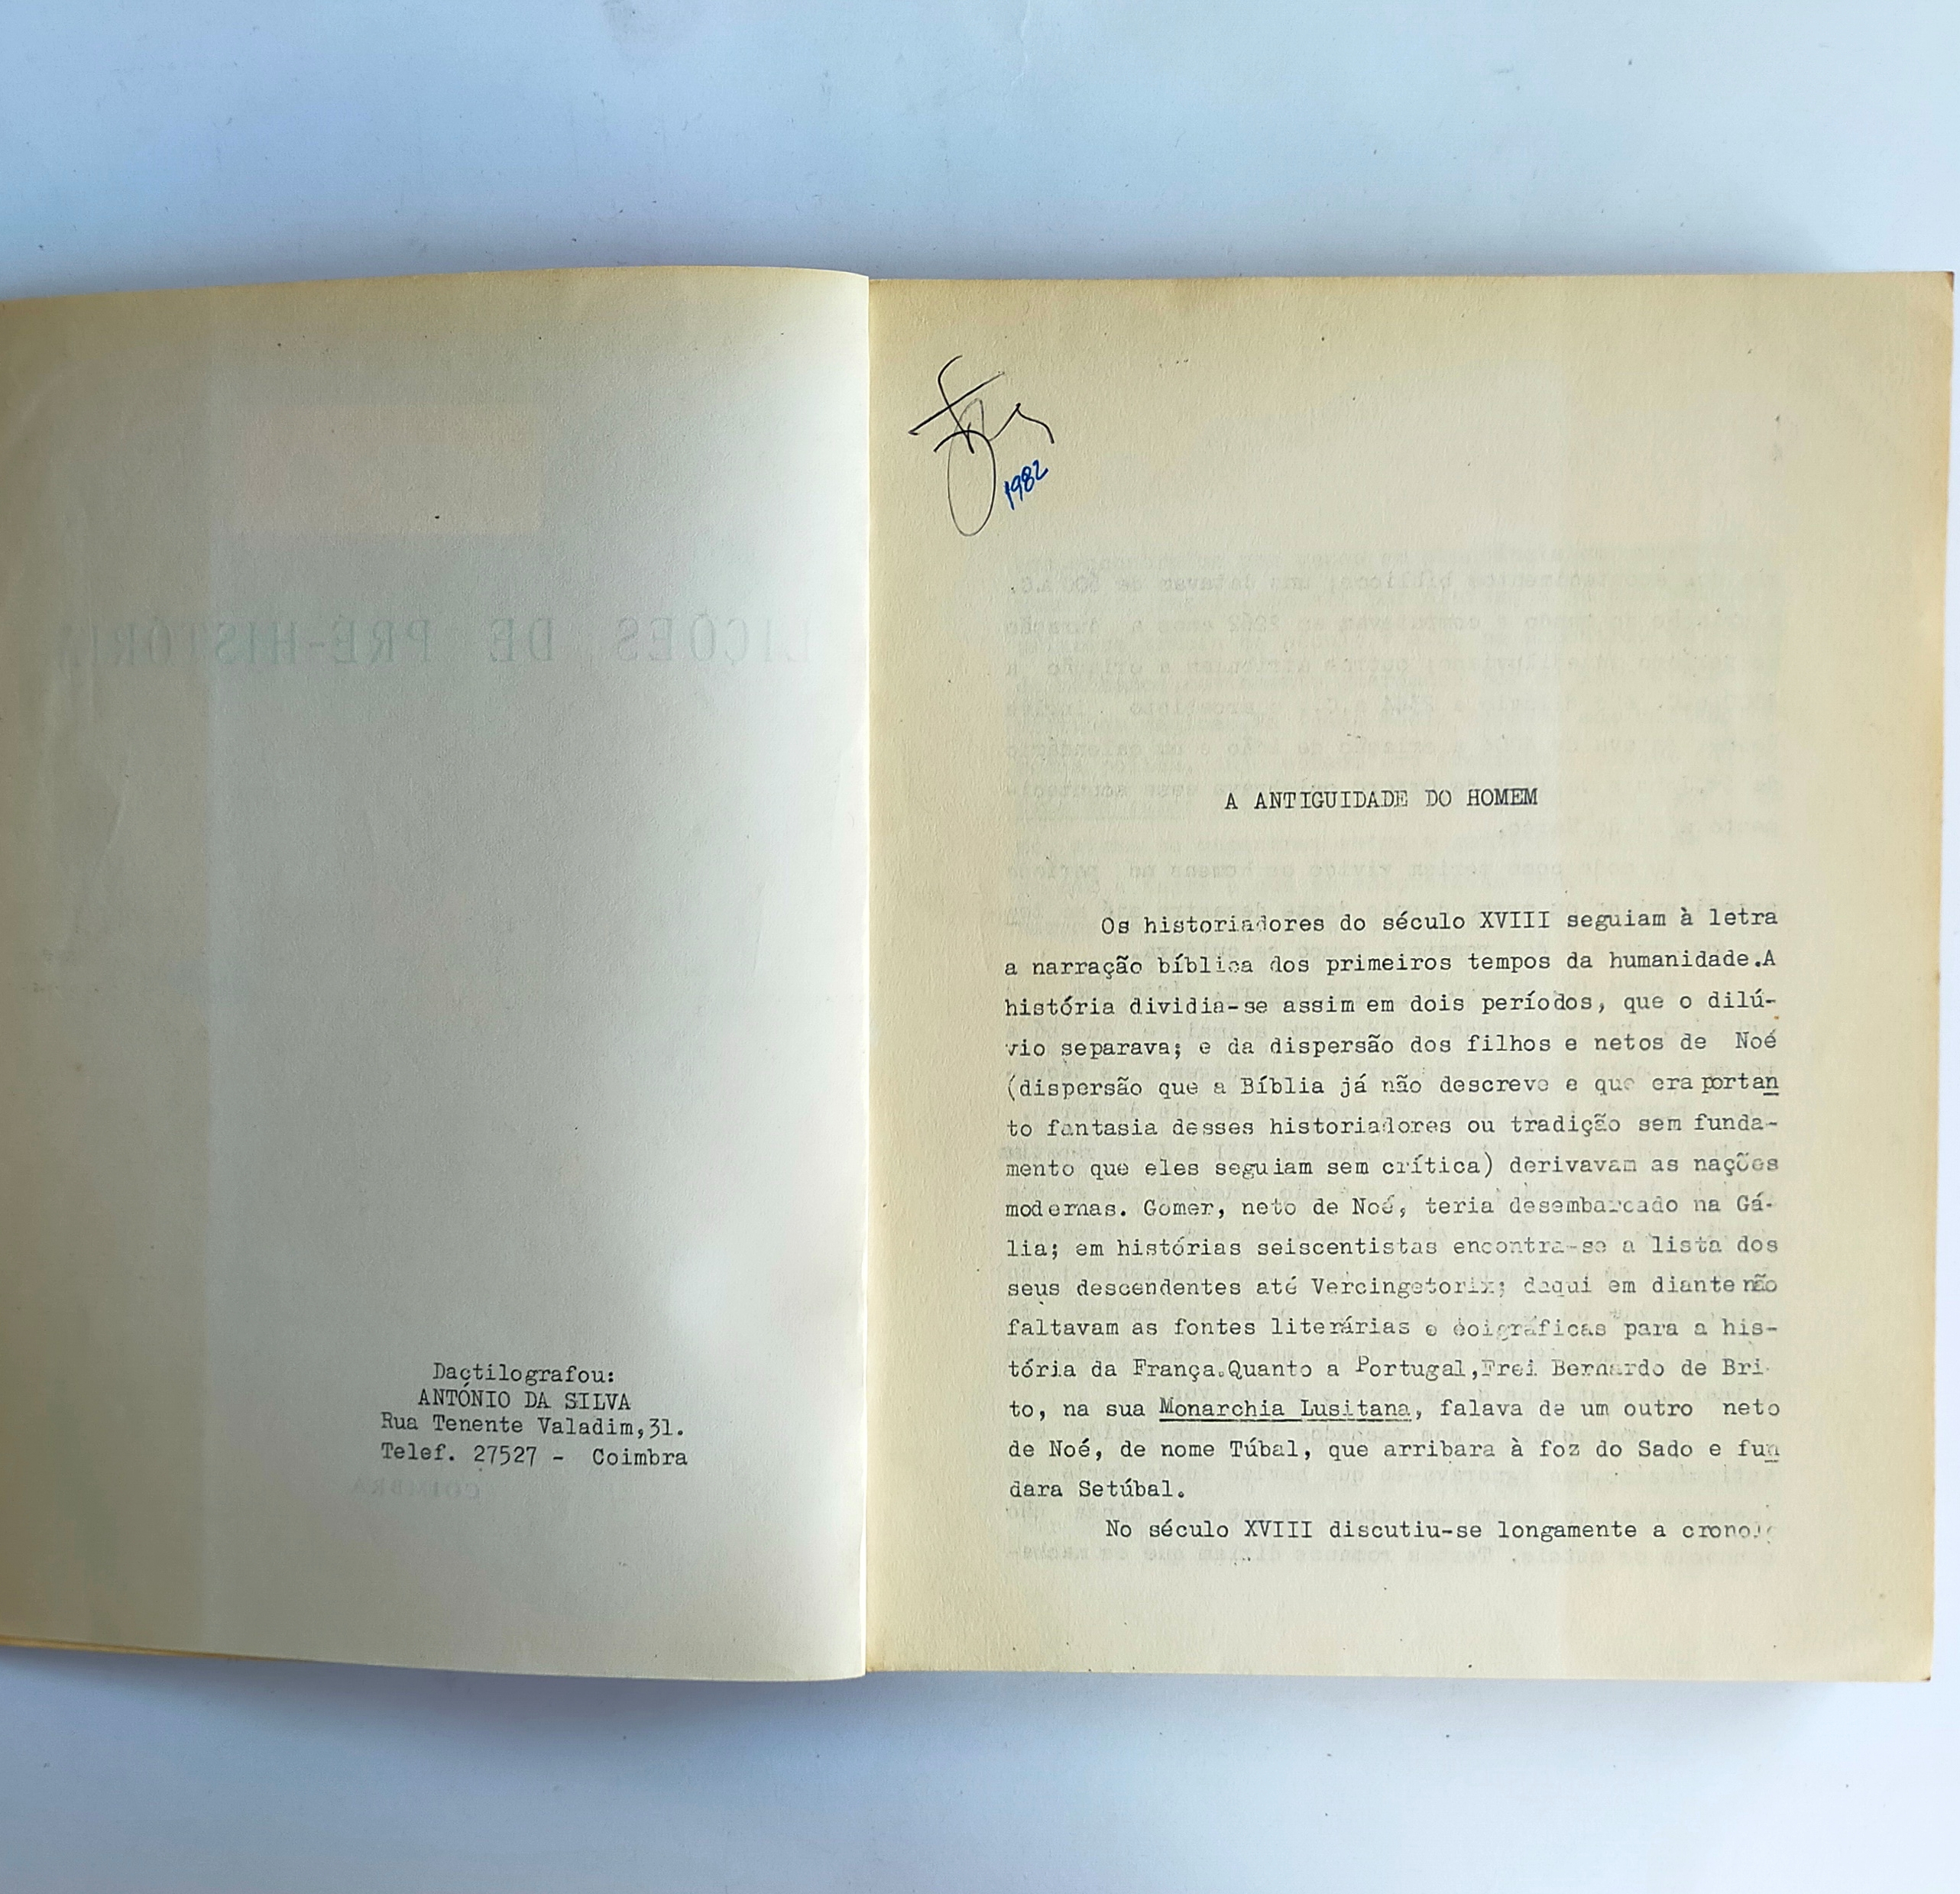 LIÇÕES DE PRÉ-HISTÓRIA
Dactilografou:
ANTÓNIO DA SILVA
Rua Tenente Valadim,31.
Telef. 27527 - Coimbra
COIMBRA
1982
A ANTIGUIDADE DO HOMEM
Os historiadores do século XVIII seguiam à letra
a narração bíblica dos primeiros tempos da humanidade.A
história dividia-se assim em dois períodos, que o dilú-
vio separava; e da dispersão dos filhos e netos de Noé
(dispersão que a Bíblia já não descreve e que era portan
to fantasia desses historiadores ou tradição sem funda-
mento que eles seguiam sem crítica) derivavam as nações
modernas. Gomer, neto de Noé, teria desembarcado na Gá-
lia; em histórias seiscentistas encontra-se a lista dos
seus descendentes até Vercingetorix; daqui em diante não
faltavam as fontes literárias e epigráficas para a his-
tória da França.Quanto a Portugal,Frei Bernardo de Bri-
to, na sua Monarchia Lusitana, falava de um outro neto
de Noé, de nome Túbal, que arribara à foz do Sado e fun
dara Setúbal.
No século XVIII discutiu-se longamente a